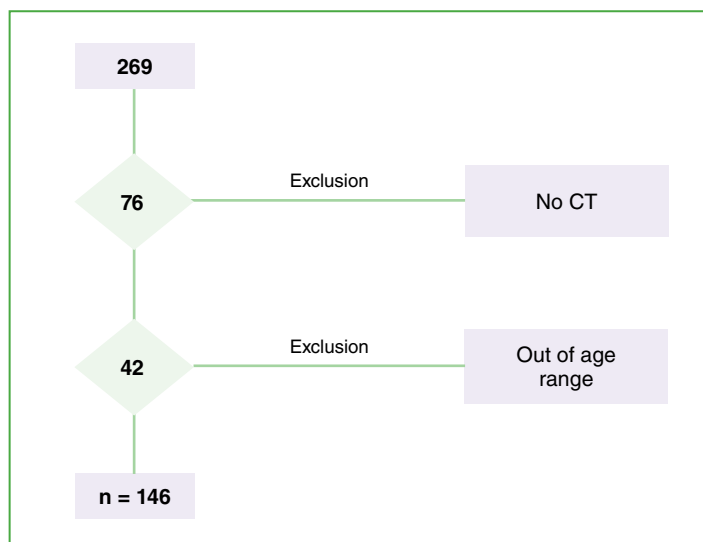 269
76
Exclusion
No CT
42
Exclusion
Out of age
range
n = 146